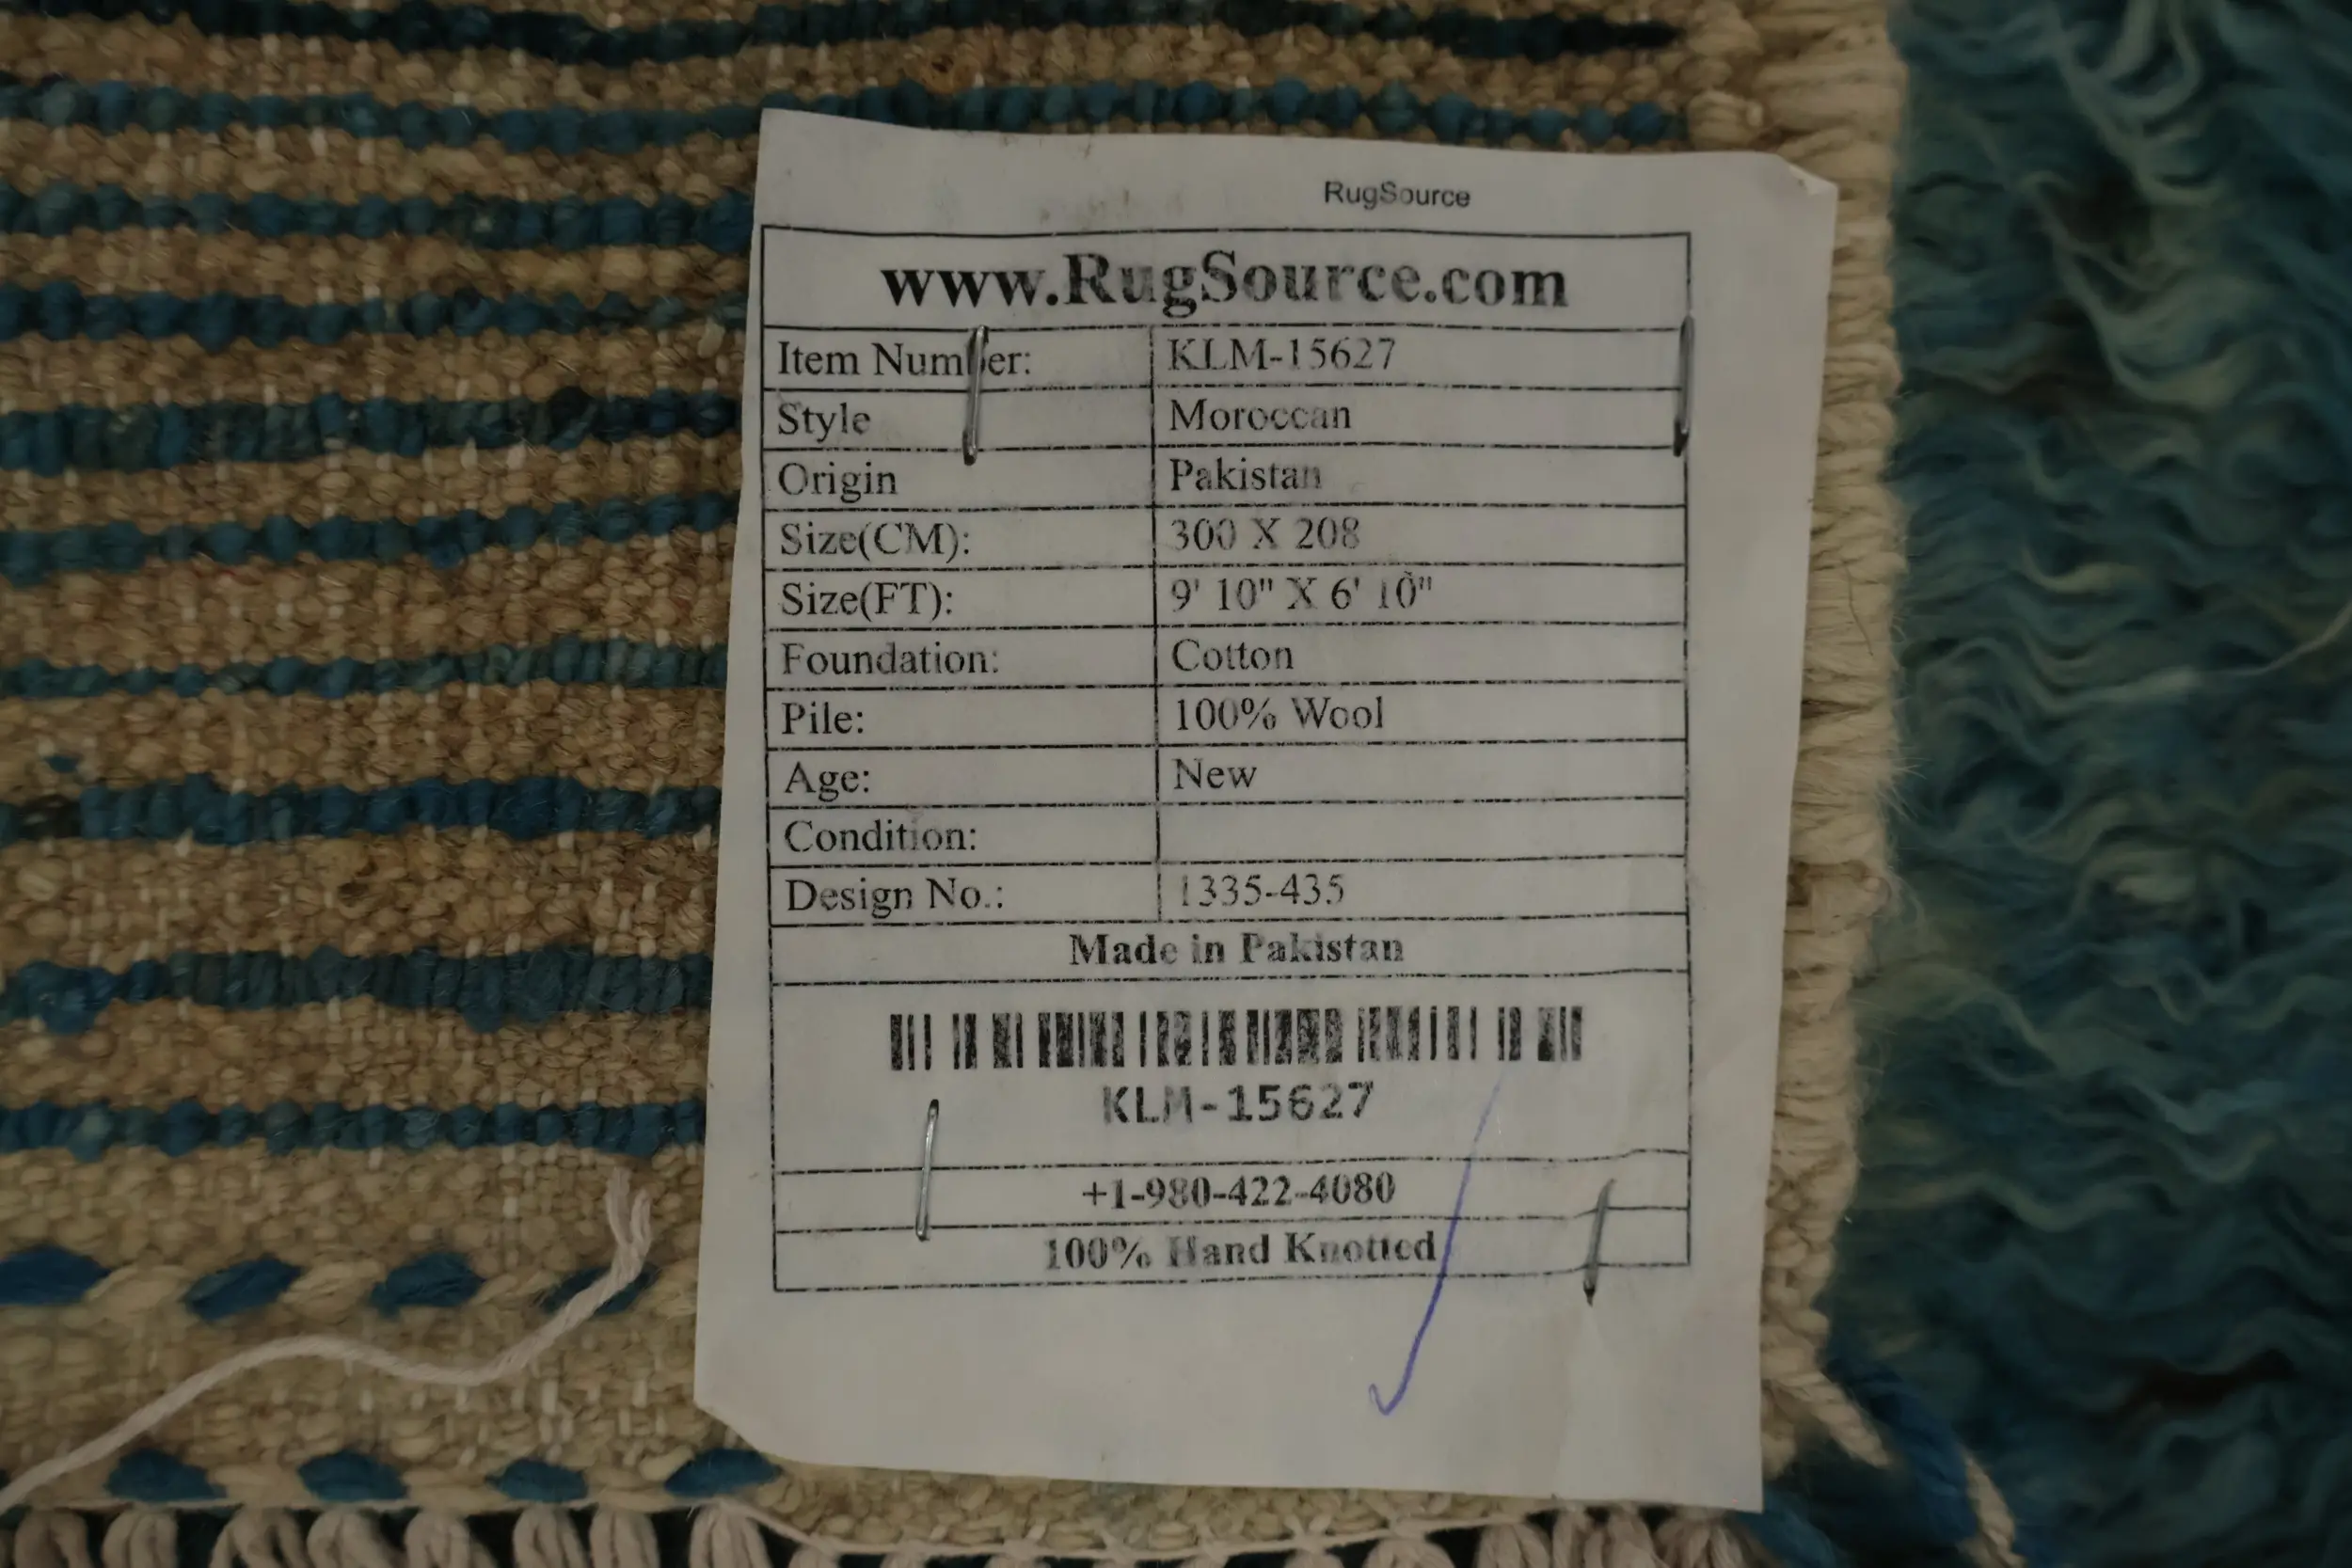 RugSource
www.RugSource.com
Item Number: KLM-15627
Style Moroccan
Origin Pakistan
Size(CM): 300 X 208
Size(FT): 9' 10" X 6' 10"
Foundation: Cotton
Pile: 100% Wool
Age: New
Condition:
Design No.: 1335-435
Made in Pakistan
KLM-15627
+1-980-422-4080
100% Hand Knotted